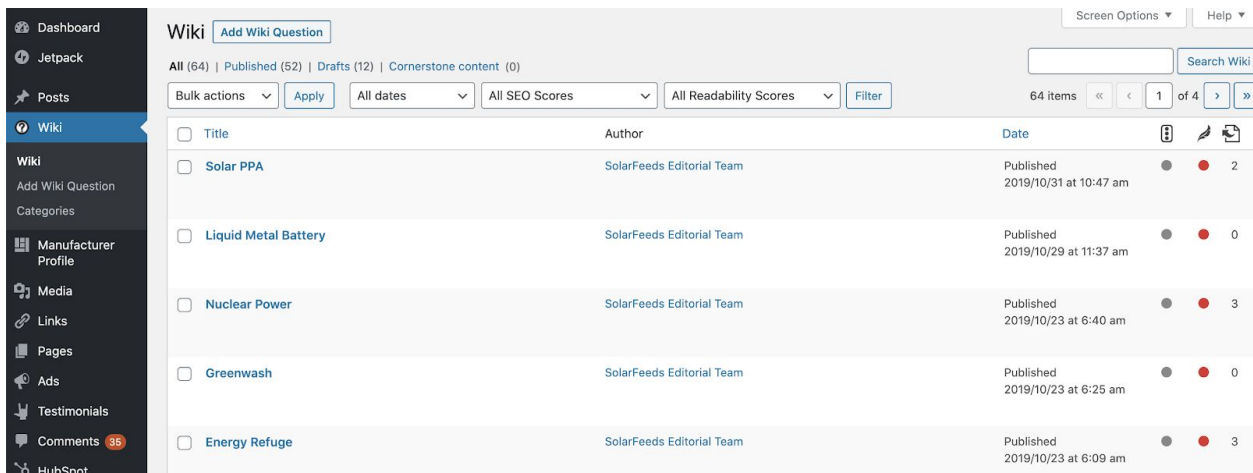 Dashboard
Jetpack
Posts
Wiki
Wiki
Add Wiki Question
Categories
Manufacturer
Profile
Media
Links
Pages
Ads
Testimonials
Comments 35
HubSpot
Screen Options ▼ Help ▼
Wiki Add Wiki Question
All (64) | Published (52) | Drafts (12) | Cornerstone content (0)
Search Wiki
Bulk actions Apply All dates All SEO Scores All Readability Scores Filter 64 items « ‹ 1 of 4 › »
Title Author Date
Solar PPA SolarFeeds Editorial Team Published 2
2019/10/31 at 10:47 am
Liquid Metal Battery SolarFeeds Editorial Team Published 0
2019/10/29 at 11:37 am
Nuclear Power SolarFeeds Editorial Team Published 3
2019/10/23 at 6:40 am
Greenwash SolarFeeds Editorial Team Published 0
2019/10/23 at 6:25 am
Energy Refuge SolarFeeds Editorial Team Published 3
2019/10/23 at 6:09 am